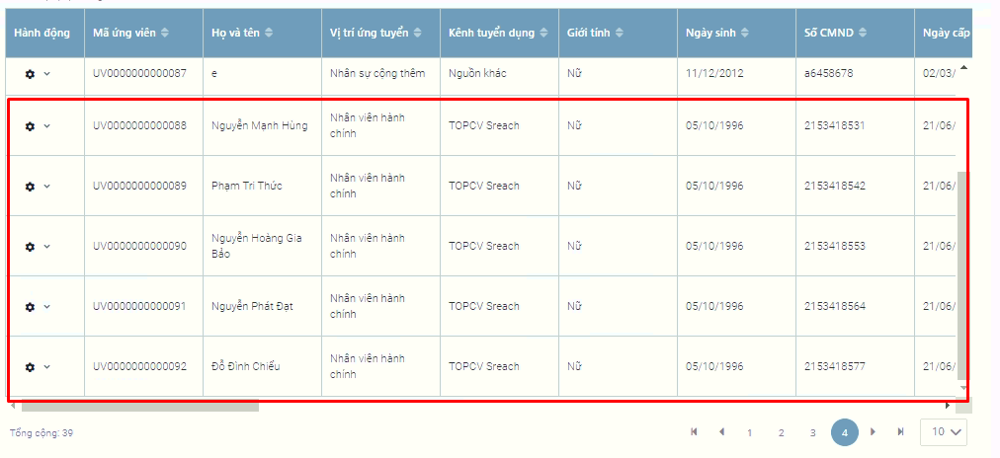 Hành động Mã ứng viên Họ và tên Vị trí ứng tuyển Kênh tuyển dụng Giới tính Ngày sinh Số CMND Ngày cấp
UV0000000000087 e Nhân sự cộng thêm Nguồn khác Nữ 11/12/2012 a6458678 02/03/
UV0000000000088 Nguyễn Mạnh Hùng Nhân viên hành chính TOPCV Sreach Nữ 05/10/1996 2153418531 21/06/
UV0000000000089 Phạm Tri Thức Nhân viên hành chính TOPCV Sreach Nữ 05/10/1996 2153418542 21/06/
UV0000000000090 Nguyễn Hoàng Gia Bảo Nhân viên hành chính TOPCV Sreach Nữ 05/10/1996 2153418553 21/06/
UV0000000000091 Nguyễn Phát Đạt Nhân viên hành chính TOPCV Sreach Nữ 05/10/1996 2153418564 21/06/
UV0000000000092 Đỗ Đình Chiểu Nhân viên hành chính TOPCV Sreach Nữ 05/10/1996 2153418577 21/06/
Tổng cộng: 39 1 2 3 4 10